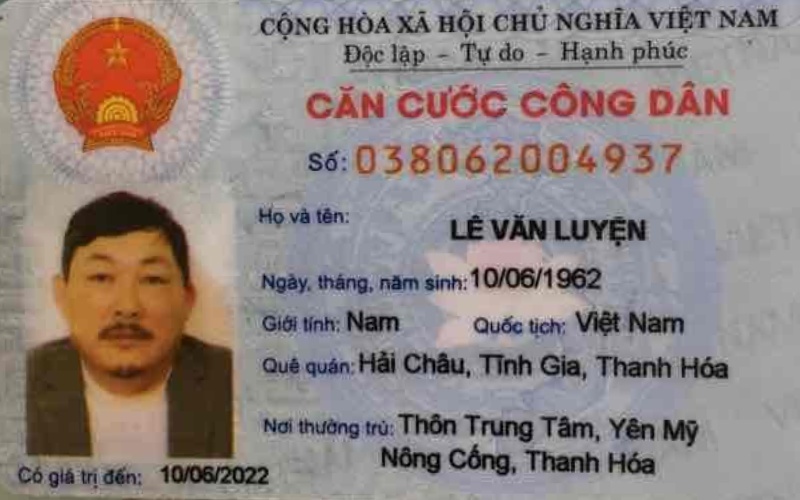 CỘNG HÒA XÃ HỘI CHỦ NGHĨA VIỆT NAM
Độc lập - Tự do - Hạnh phúc
CĂN CƯỚC CÔNG DÂN
Số: 038062004937
Họ và tên: LÊ VĂN LUYỆN
Ngày, tháng, năm sinh: 10/06/1962
Giới tính: Nam Quốc tịch: Việt Nam
Quê quán: Hải Châu, Tĩnh Gia, Thanh Hóa
Nơi thường trú: Thôn Trung Tâm, Yên Mỹ
Nông Cống, Thanh Hóa
Có giá trị đến: 10/06/2022